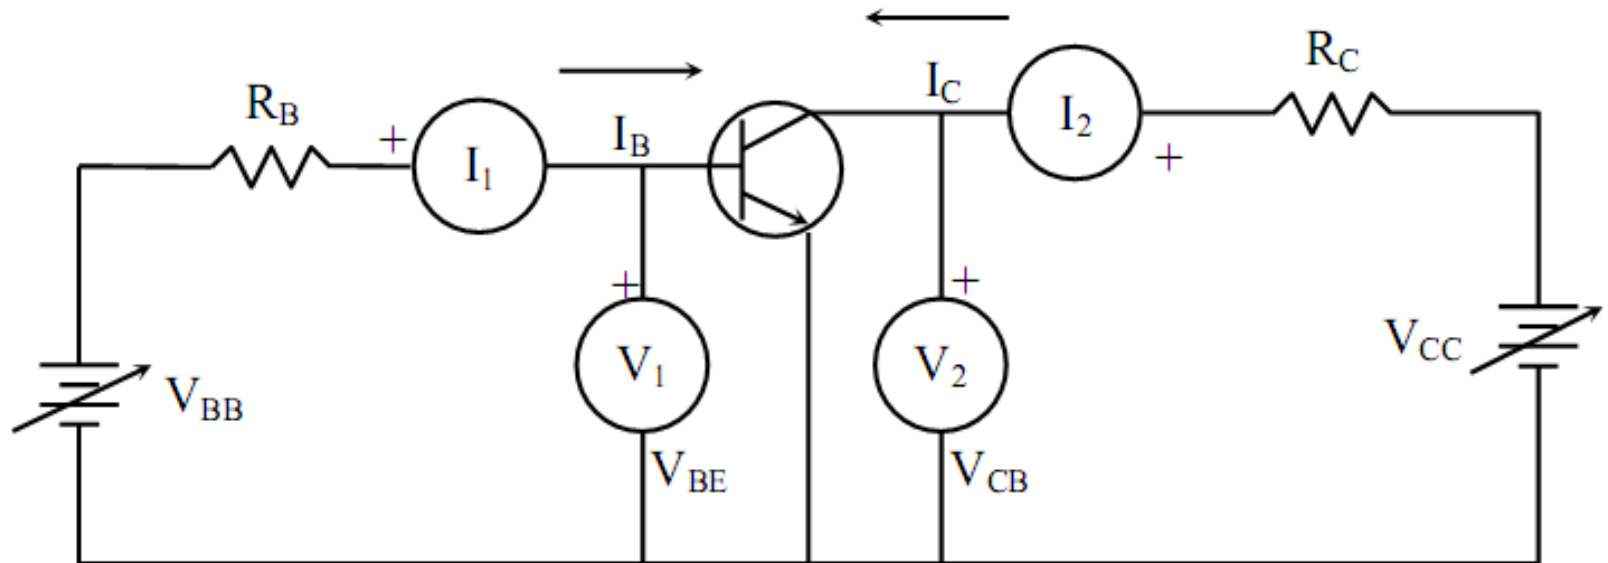 R_B
+
I_1
I_B
I_C
I_2
+
R_C
V_BB
+
V_1
V_BE
+
V_2
V_CB
V_CC